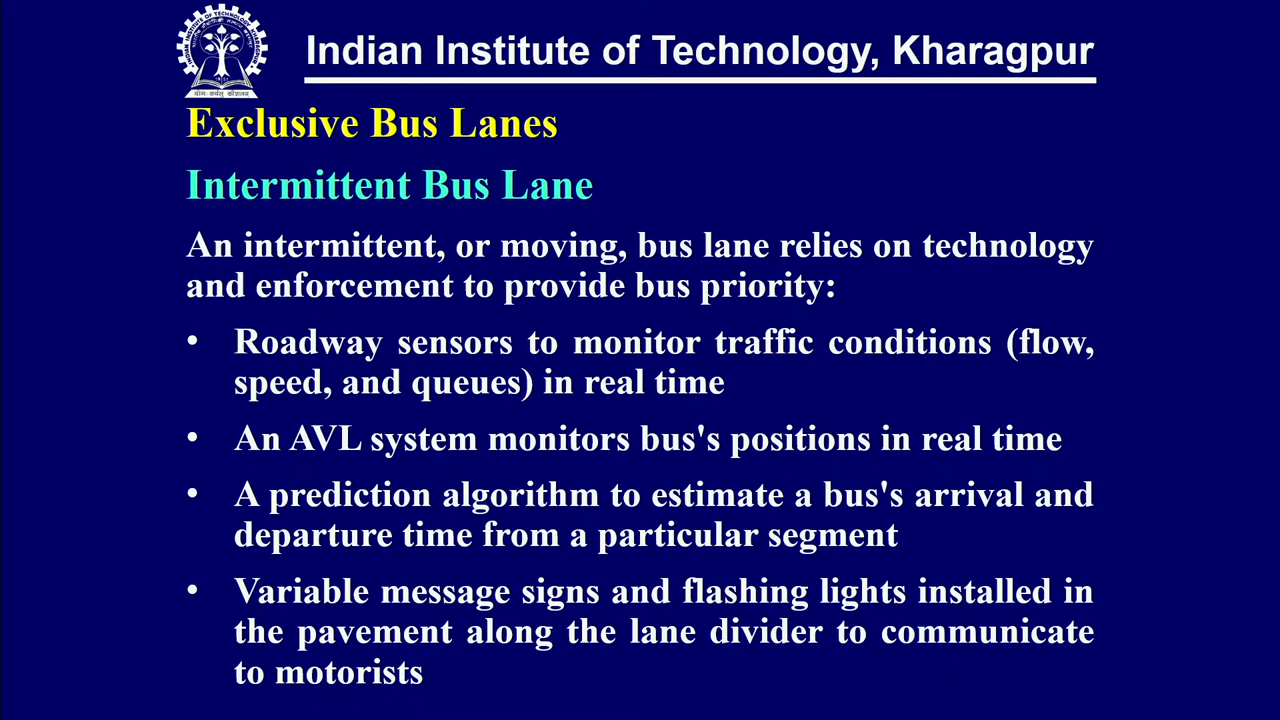 Indian Institute of Technology, Kharagpur
Exclusive Bus Lanes
Intermittent Bus Lane
An intermittent, or moving, bus lane relies on technology
and enforcement to provide bus priority:
• Roadway sensors to monitor traffic conditions (flow,
speed, and queues) in real time
• An AVL system monitors bus's positions in real time
• A prediction algorithm to estimate a bus's arrival and
departure time from a particular segment
• Variable message signs and flashing lights installed in
the pavement along the lane divider to communicate
to motorists